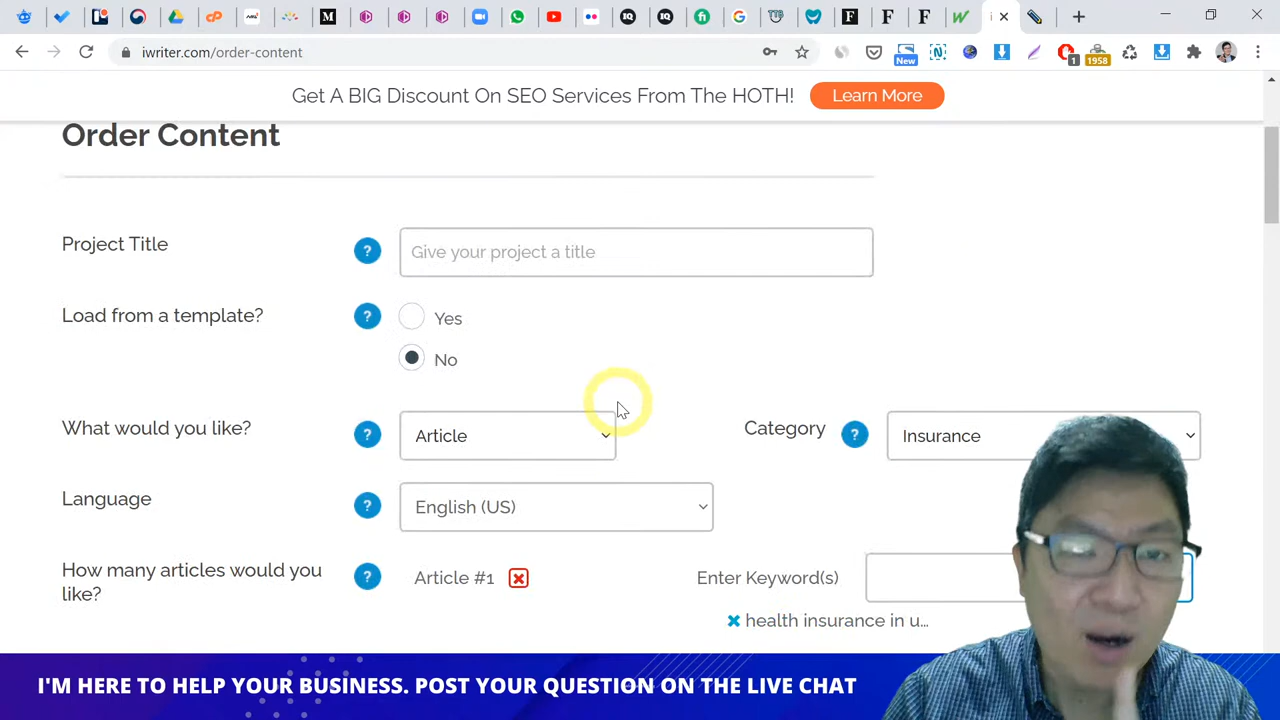 iwriter.com/order-content
New
1
1958
Get A BIG Discount On SEO Services From The HOTH!
Learn More
Order Content
Project Title
?
Give your project a title
Load from a template?
?
Yes
No
What would you like?
?
Article
Category
?
Insurance
Language
?
English (US)
How many articles would you like?
?
Article #1
Enter Keyword(s)
health insurance in u...
I'M HERE TO HELP YOUR BUSINESS. POST YOUR QUESTION ON THE LIVE CHAT